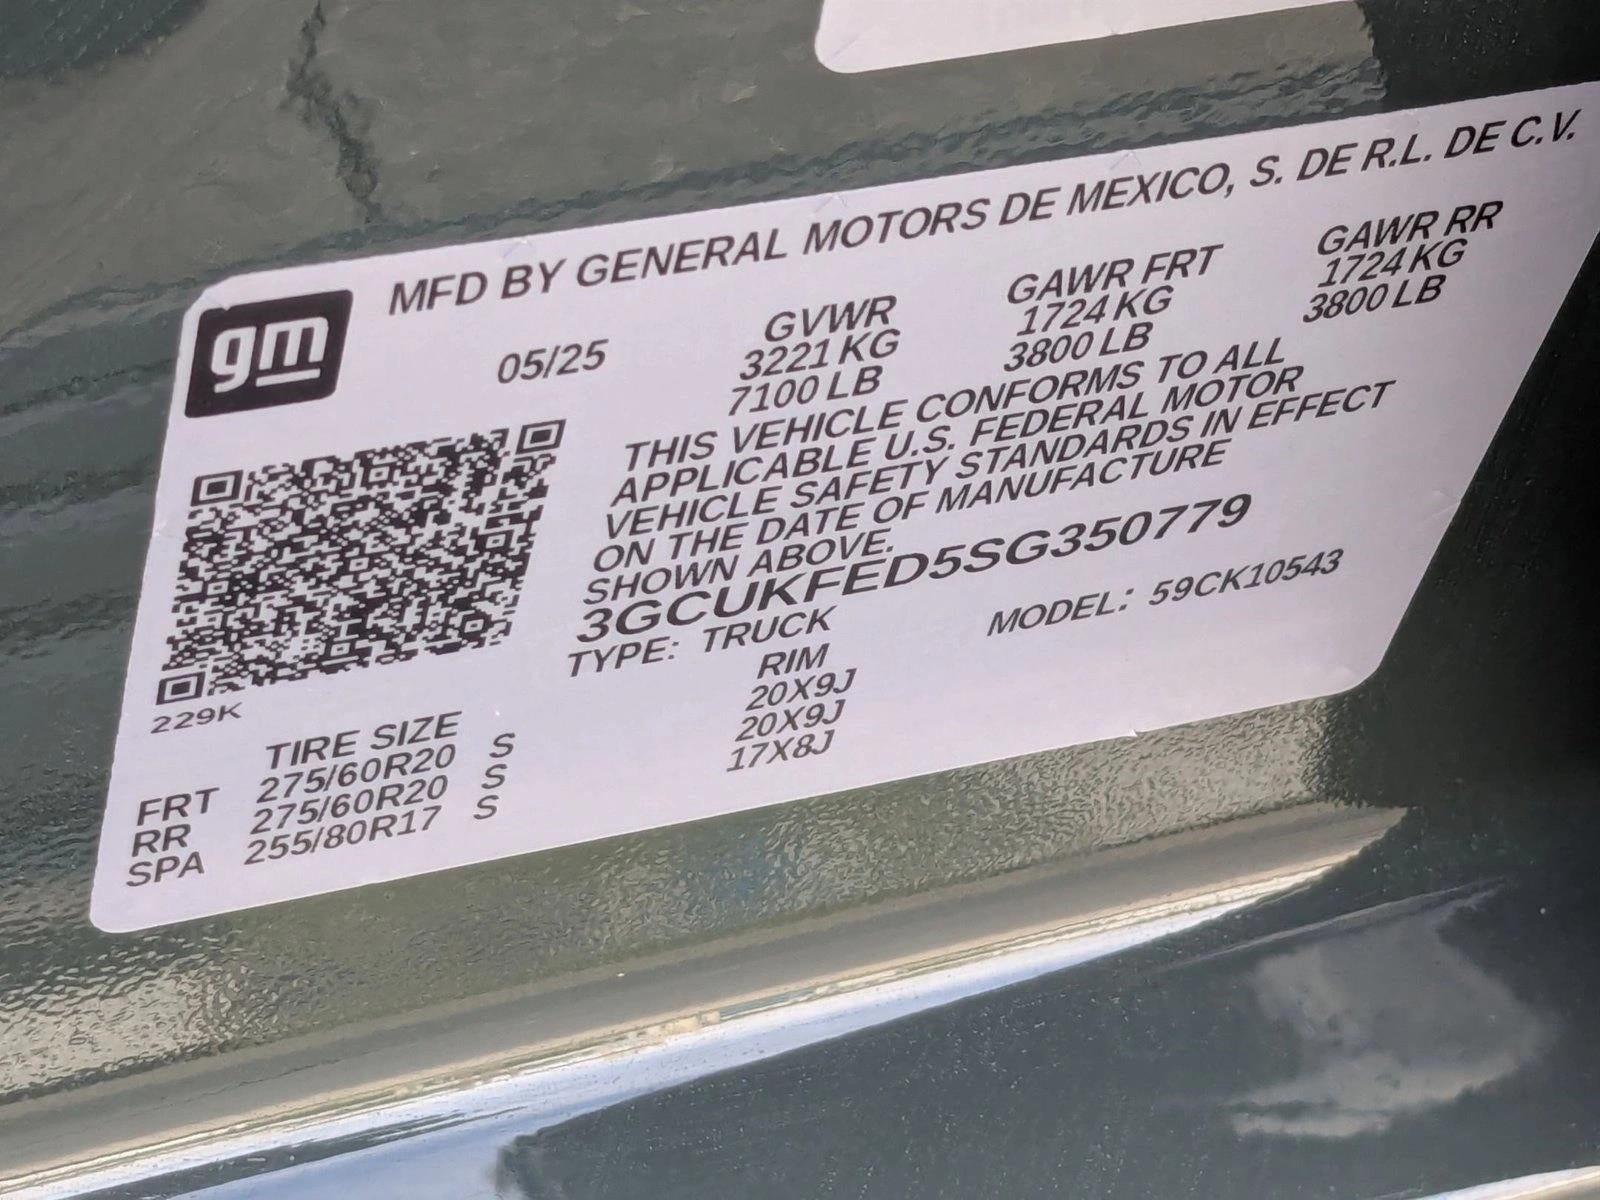 gm
MFD BY GENERAL MOTORS DE MEXICO, S. DE R.L. DE C.V.
05/25
GVWR GAWR FRT GAWR RR
3221 KG 1724 KG 1724 KG
7100 LB 3800 LB 3800 LB
THIS VEHICLE CONFORMS TO ALL
APPLICABLE U.S. FEDERAL MOTOR
VEHICLE SAFETY STANDARDS IN EFFECT
ON THE DATE OF MANUFACTURE
SHOWN ABOVE.
3GCUKFED5SG350779
TYPE: TRUCK MODEL: 59CK10543
229K
TIRE SIZE RIM
FRT 275/60R20 S 20X9J
RR 275/60R20 S 20X9J
SPA 255/80R17 S 17X8J